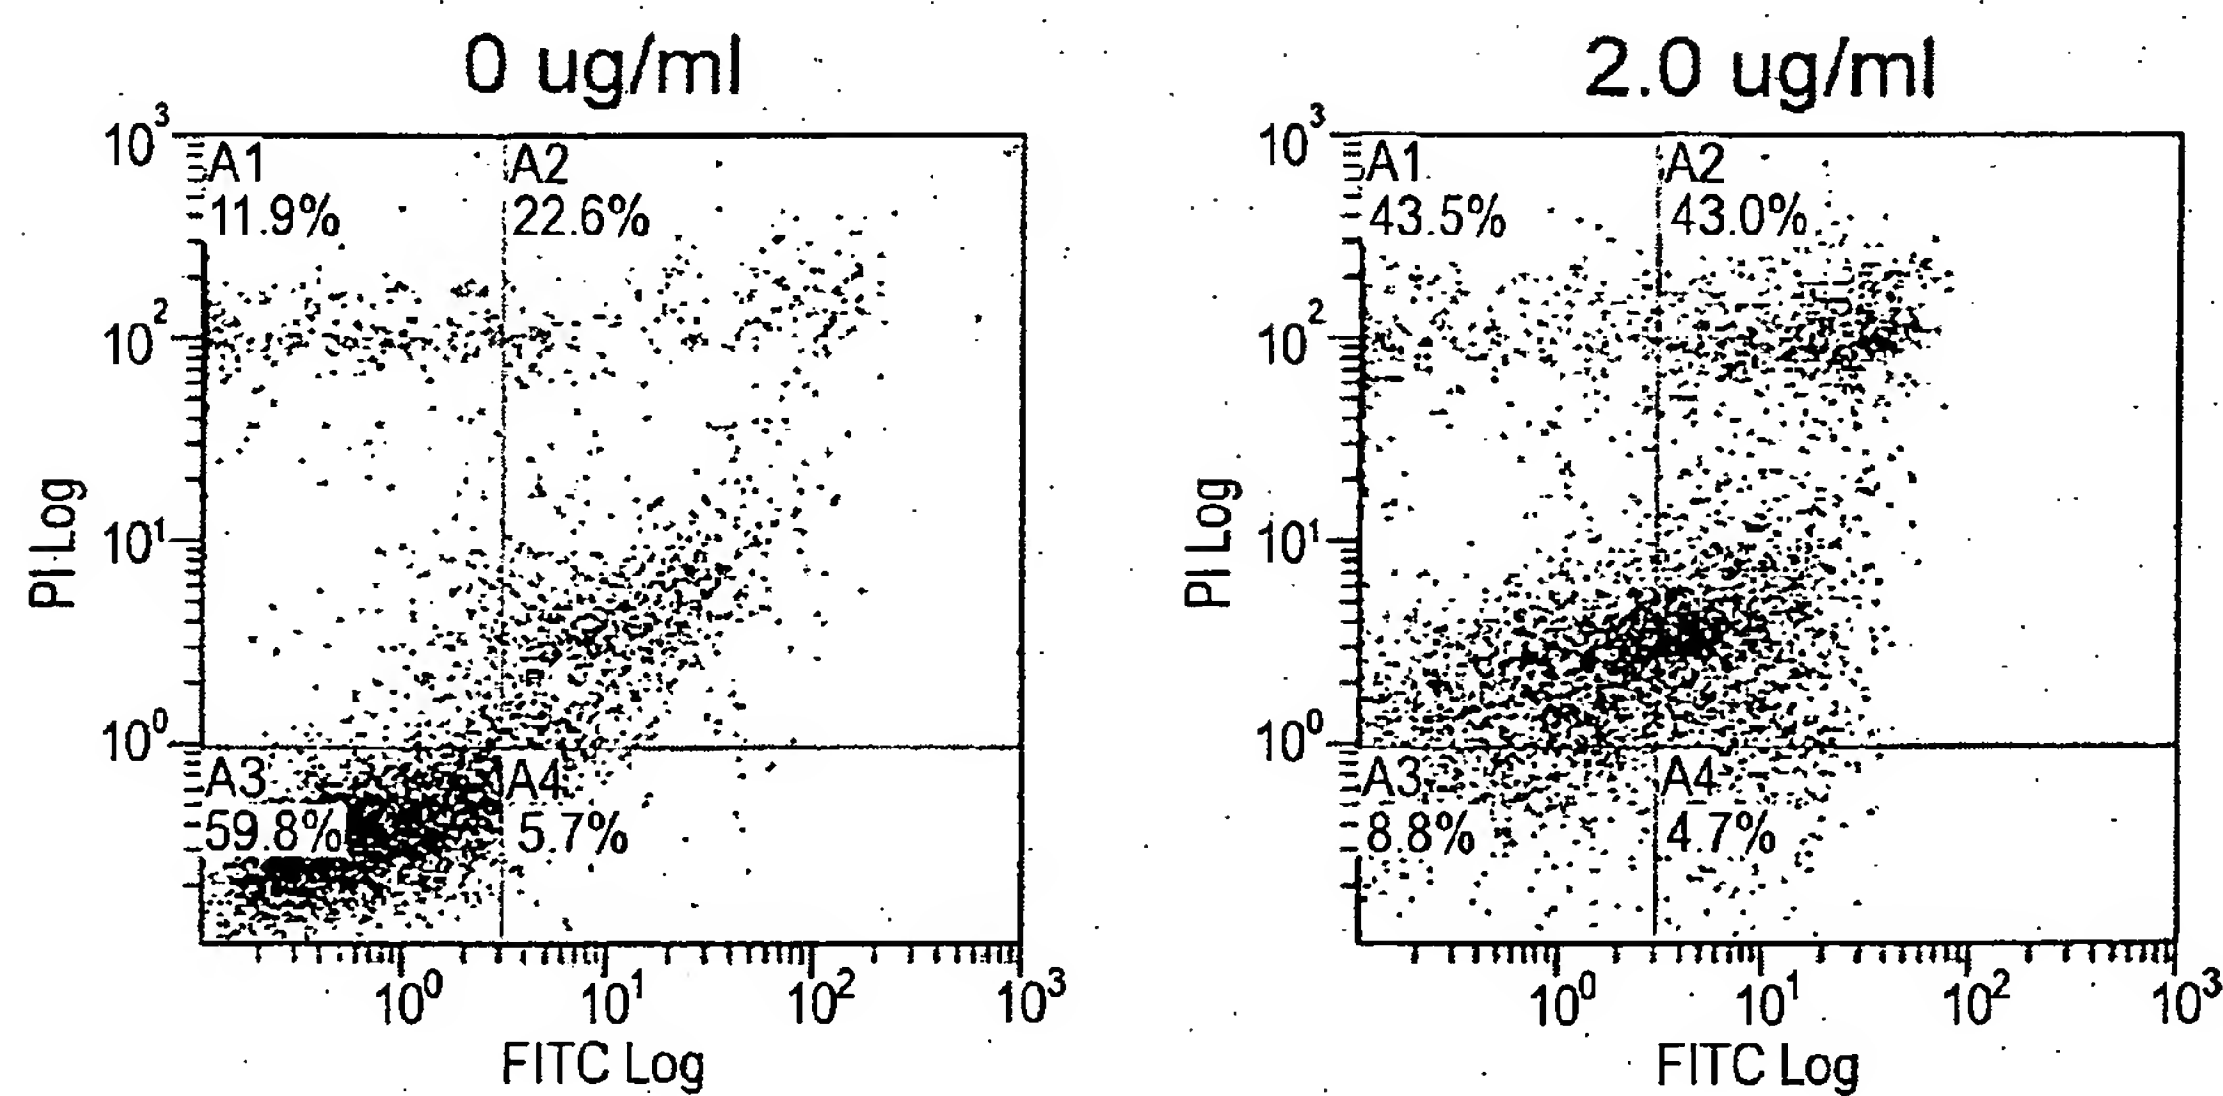 0 ug/ml
10³
A1
11.9%
A2
22.6%
10²
10¹
10⁰
PI Log
A3
59.8%
A4
5.7%
10⁰ 10¹ 10² 10³
FITC Log
2.0 ug/ml
10³
A1
43.5%
A2
43.0%
10²
10¹
10⁰
PI Log
A3
8.8%
A4
4.7%
10⁰ 10¹ 10² 10³
FITC Log